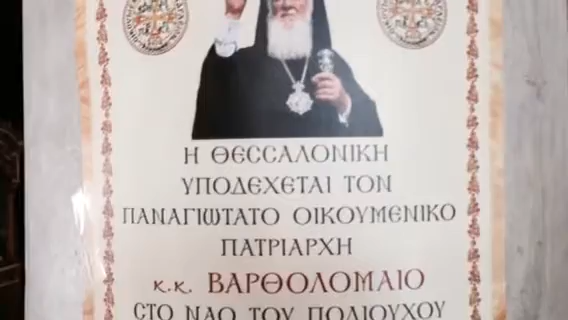 Η ΘΕϹϹΑΛΟΝΙΚΗ
ΥΠΟΔΕΧΕΤΑΙ ΤΟΝ
ΠΑΝΑΓΙΩΤΑΤΟ ΟΙΚΟΥΜΕΝΙΚΟ
ΠΑΤΡΙΑΡΧΗ
κ.κ. ΒΑΡΘΟΛΟΜΑΙΟ
ϹΤΟ ΝΑΟ ΤΟΥ ΠΟΛΙΟΥΧΟΥ